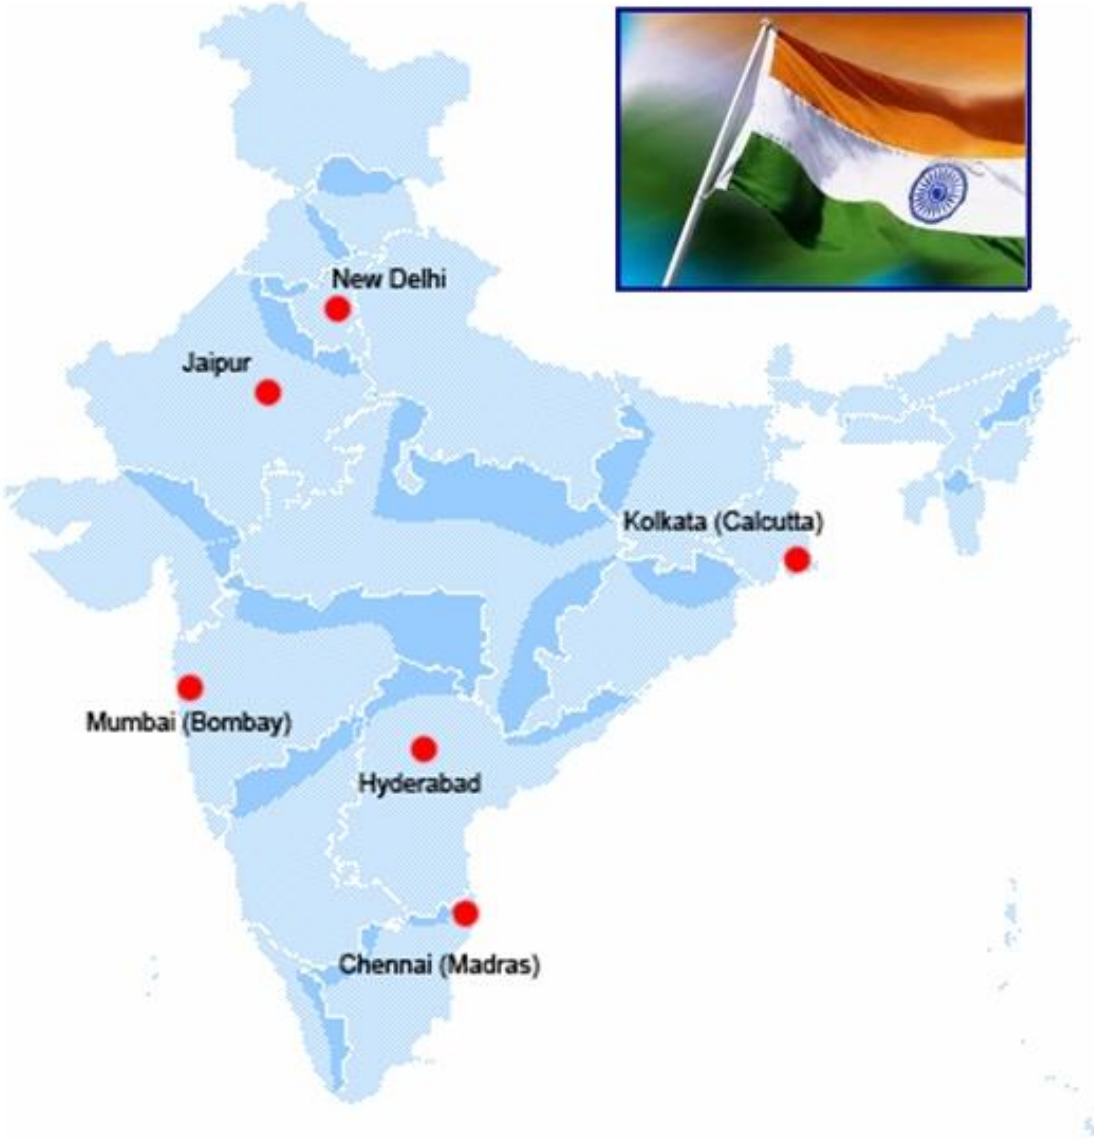 New Delhi
Jaipur
Kolkata (Calcutta)
Mumbai (Bombay)
Hyderabad
Chennai (Madras)